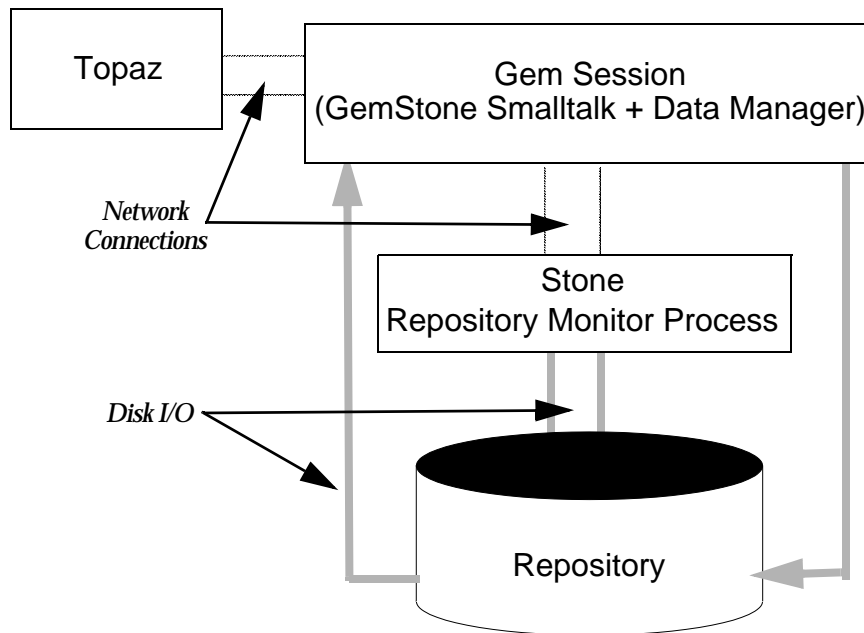 Topaz
Gem Session
(GemStone Smalltalk + Data Manager)
Network
Connections
Stone
Repository Monitor Process
Disk I/O
Repository